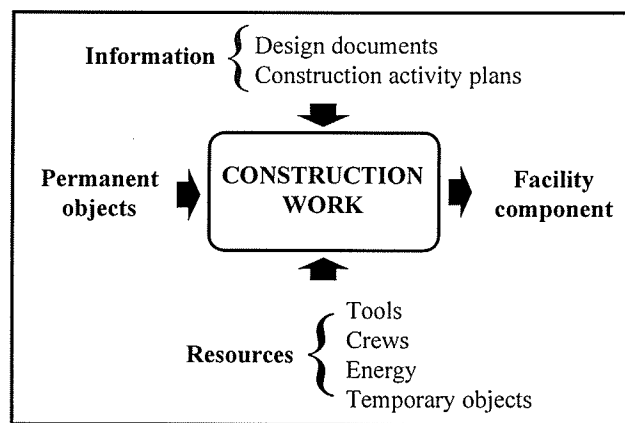 Information
Design documents
Construction activity plans
Permanent
objects
CONSTRUCTION
WORK
Facility
component
Resources
Tools
Crews
Energy
Temporary objects